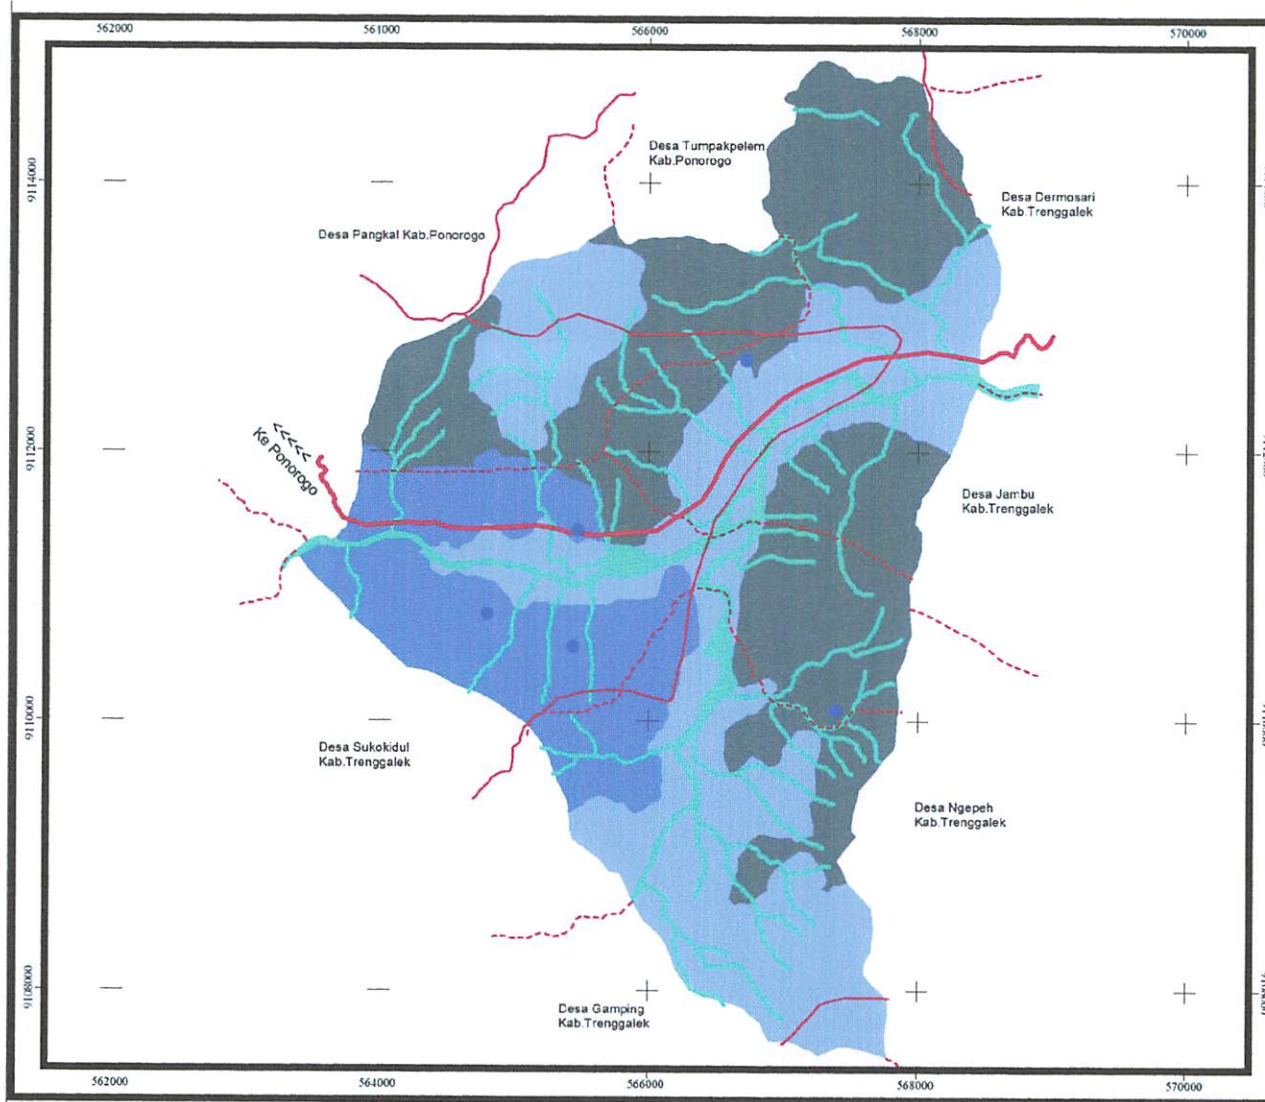 562000 561000 566000 568000 570000
Desa Tumpakpelem
Kab.Ponorogo
9114000
Desa Dermosari
Kab.Trenggalek
Desa Pangkal Kab.Ponorogo
<<<<<
Ke Ponorogo
9112000
Desa Jambu
Kab.Trenggalek
9110000
Desa Sukokidul
Kab.Trenggalek
Desa Ngepeh
Kab.Trenggalek
9108000
Desa Gamping
Kab.Trenggalek
562000 564000 566000 568000 570000